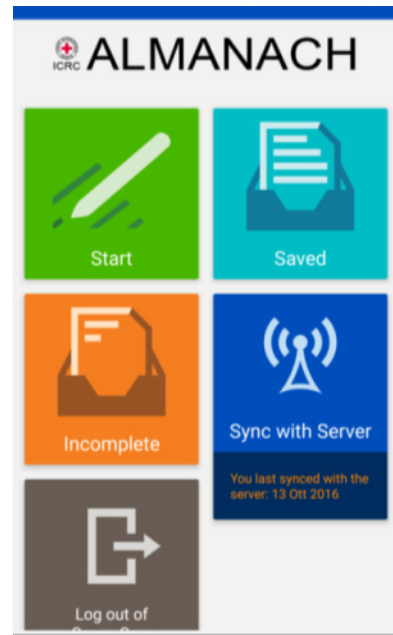 ICRC
ALMANACH
Start
Saved
Incomplete
Sync with Server
You last synced with the
server: 13 Ott 2016
Log out of